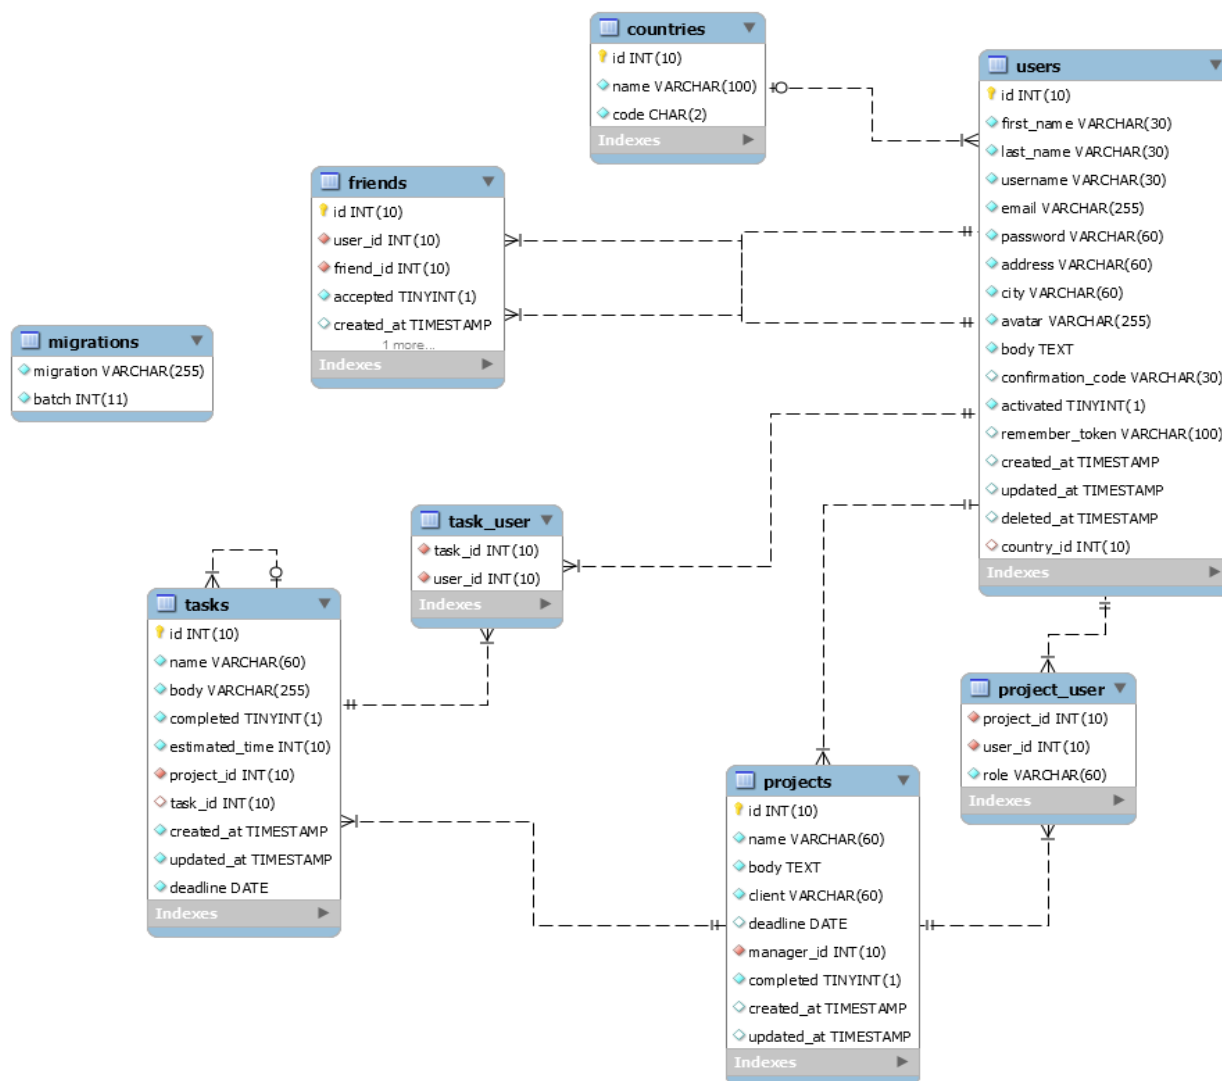 countries
id INT(10)
name VARCHAR(100)
code CHAR(2)
Indexes
users
id INT(10)
first_name VARCHAR(30)
last_name VARCHAR(30)
username VARCHAR(30)
email VARCHAR(255)
password VARCHAR(60)
address VARCHAR(60)
city VARCHAR(60)
avatar VARCHAR(255)
body TEXT
confirmation_code VARCHAR(30)
activated TINYINT(1)
remember_token VARCHAR(100)
created_at TIMESTAMP
updated_at TIMESTAMP
deleted_at TIMESTAMP
country_id INT(10)
Indexes
friends
id INT(10)
user_id INT(10)
friend_id INT(10)
accepted TINYINT(1)
created_at TIMESTAMP
1 more...
Indexes
migrations
migration VARCHAR(255)
batch INT(11)
task_user
task_id INT(10)
user_id INT(10)
Indexes
tasks
id INT(10)
name VARCHAR(60)
body VARCHAR(255)
completed TINYINT(1)
estimated_time INT(10)
project_id INT(10)
task_id INT(10)
created_at TIMESTAMP
updated_at TIMESTAMP
deadline DATE
Indexes
project_user
project_id INT(10)
user_id INT(10)
role VARCHAR(60)
Indexes
projects
id INT(10)
name VARCHAR(60)
body TEXT
client VARCHAR(60)
deadline DATE
manager_id INT(10)
completed TINYINT(1)
created_at TIMESTAMP
updated_at TIMESTAMP
Indexes